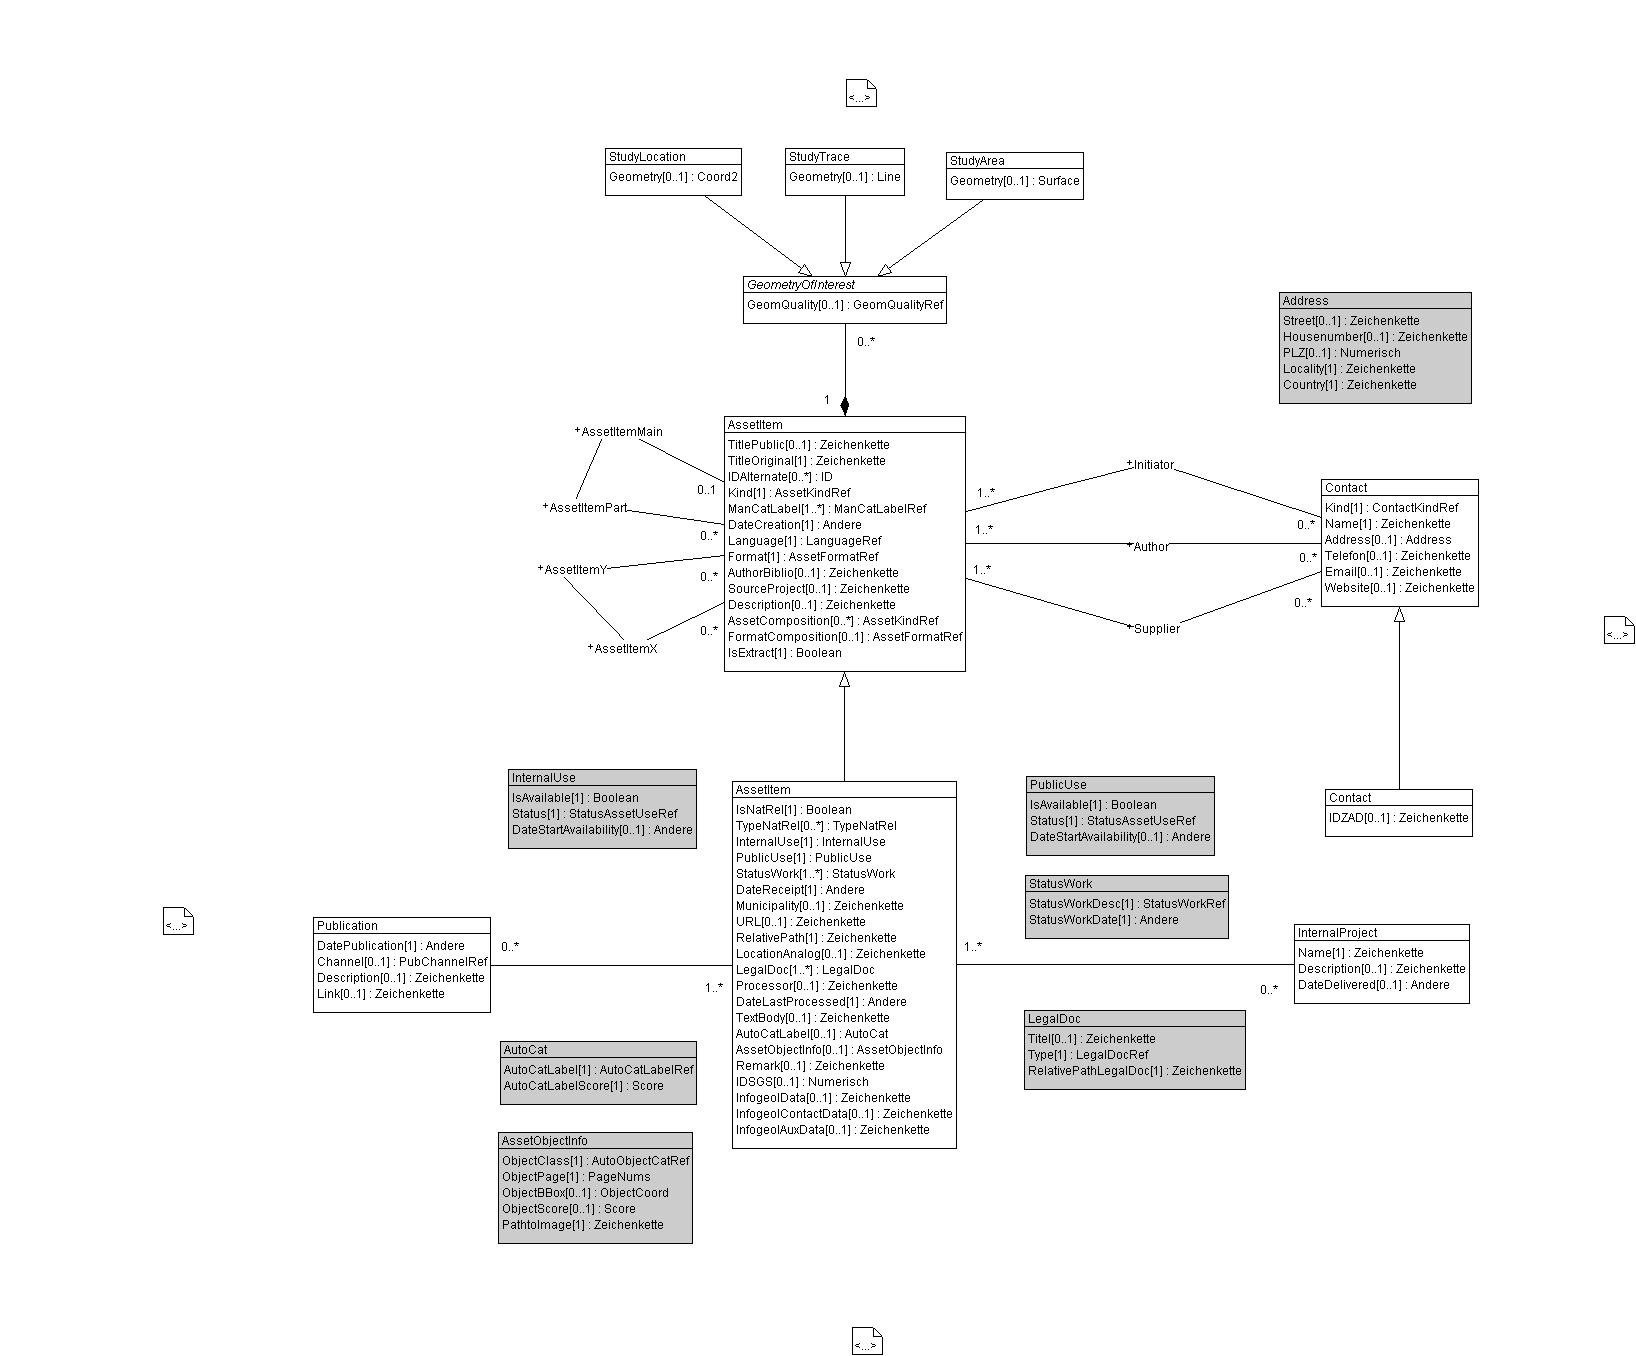 <...>
StudyLocation
Geometry[0..1] : Coord2
StudyTrace
Geometry[0..1] : Line
StudyArea
Geometry[0..1] : Surface
GeometryOfInterest
GeomQuality[0..1] : GeomQualityRef
0..*
1
Address
Street[0..1] : Zeichenkette
Housenumber[0..1] : Zeichenkette
PLZ[0..1] : Numerisch
Locality[1] : Zeichenkette
Country[1] : Zeichenkette
AssetItem
TitlePublic[0..1] : Zeichenkette
TitleOriginal[1] : Zeichenkette
IDAlternate[0..*] : ID
Kind[1] : AssetKindRef
ManCatLabel[1..*] : ManCatLabelRef
DateCreation[1] : Andere
Language[1] : LanguageRef
Format[1] : AssetFormatRef
AuthorBiblio[0..1] : Zeichenkette
SourceProject[0..1] : Zeichenkette
Description[0..1] : Zeichenkette
AssetComposition[0..*] : AssetKindRef
FormatComposition[0..1] : AssetFormatRef
IsExtract[1] : Boolean
+AssetItemMain
0..1
+AssetItemPart
0..*
+AssetItemY
0..*
0..*
+AssetItemX
+Initiator
1..*
0..*
1..*
+Author
0..*
1..*
0..*
+Supplier
Contact
Kind[1] : ContactKindRef
Name[1] : Zeichenkette
Address[0..1] : Address
Telefon[0..1] : Zeichenkette
Email[0..1] : Zeichenkette
Website[0..1] : Zeichenkette
<...>
InternalUse
IsAvailable[1] : Boolean
Status[1] : StatusAssetUseRef
DateStartAvailability[0..1] : Andere
AssetItem
IsNatRel[1] : Boolean
TypeNatRel[0..*] : TypeNatRel
InternalUse[1] : InternalUse
PublicUse[1] : PublicUse
StatusWork[1..*] : StatusWork
DateReceipt[1] : Andere
Municipality[0..1] : Zeichenkette
URL[0..1] : Zeichenkette
RelativePath[1] : Zeichenkette
LocationAnalog[0..1] : Zeichenkette
LegalDoc[1..*] : LegalDoc
Processor[0..1] : Zeichenkette
DateLastProcessed[1] : Andere
TextBody[0..1] : Zeichenkette
AutoCatLabel[0..1] : AutoCat
AssetObjectInfo[0..1] : AssetObjectInfo
Remark[0..1] : Zeichenkette
IDSGS[0..1] : Numerisch
InfogeolData[0..1] : Zeichenkette
InfogeolContactData[0..1] : Zeichenkette
InfogeolAuxData[0..1] : Zeichenkette
PublicUse
IsAvailable[1] : Boolean
Status[1] : StatusAssetUseRef
DateStartAvailability[0..1] : Andere
Contact
IDZAD[0..1] : Zeichenkette
StatusWork
StatusWorkDesc[1] : StatusWorkRef
StatusWorkDate[1] : Andere
<...>
Publication
DatePublication[1] : Andere
Channel[0..1] : PubChannelRef
Description[0..1] : Zeichenkette
Link[0..1] : Zeichenkette
0..*
1..*
1..*
0..*
InternalProject
Name[1] : Zeichenkette
Description[0..1] : Zeichenkette
DateDelivered[0..1] : Andere
LegalDoc
Titel[0..1] : Zeichenkette
Type[1] : LegalDocRef
RelativePathLegalDoc[1] : Zeichenkette
AutoCat
AutoCatLabel[1] : AutoCatLabelRef
AutoCatLabelScore[1] : Score
AssetObjectInfo
ObjectClass[1] : AutoObjectCatRef
ObjectPage[1] : PageNums
ObjectBBox[0..1] : ObjectCoord
ObjectScore[0..1] : Score
PathtoImage[1] : Zeichenkette
<...>